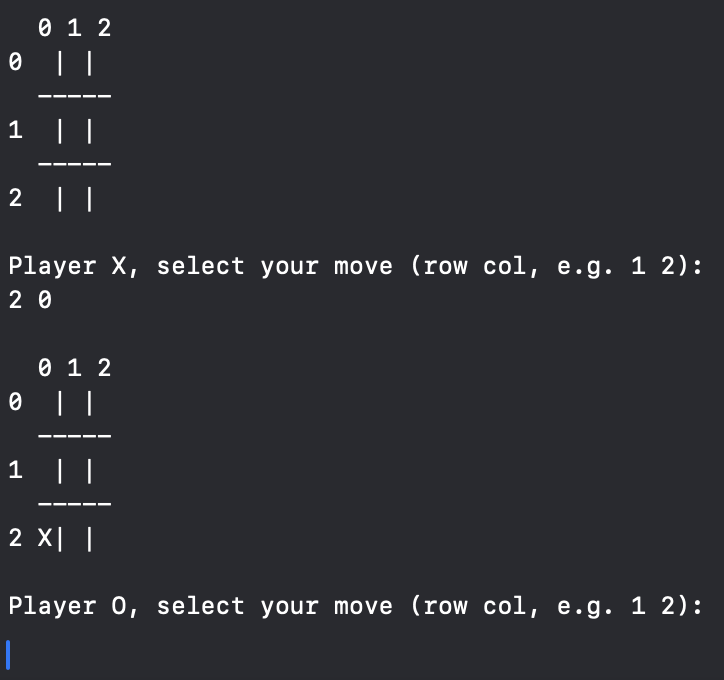 0 1 2
0  | |
  -----
1  | |
  -----
2  | |

Player X, select your move (row col, e.g. 1 2):
2 0

  0 1 2
0  | |
  -----
1  | |
  -----
2 X| |

Player O, select your move (row col, e.g. 1 2):